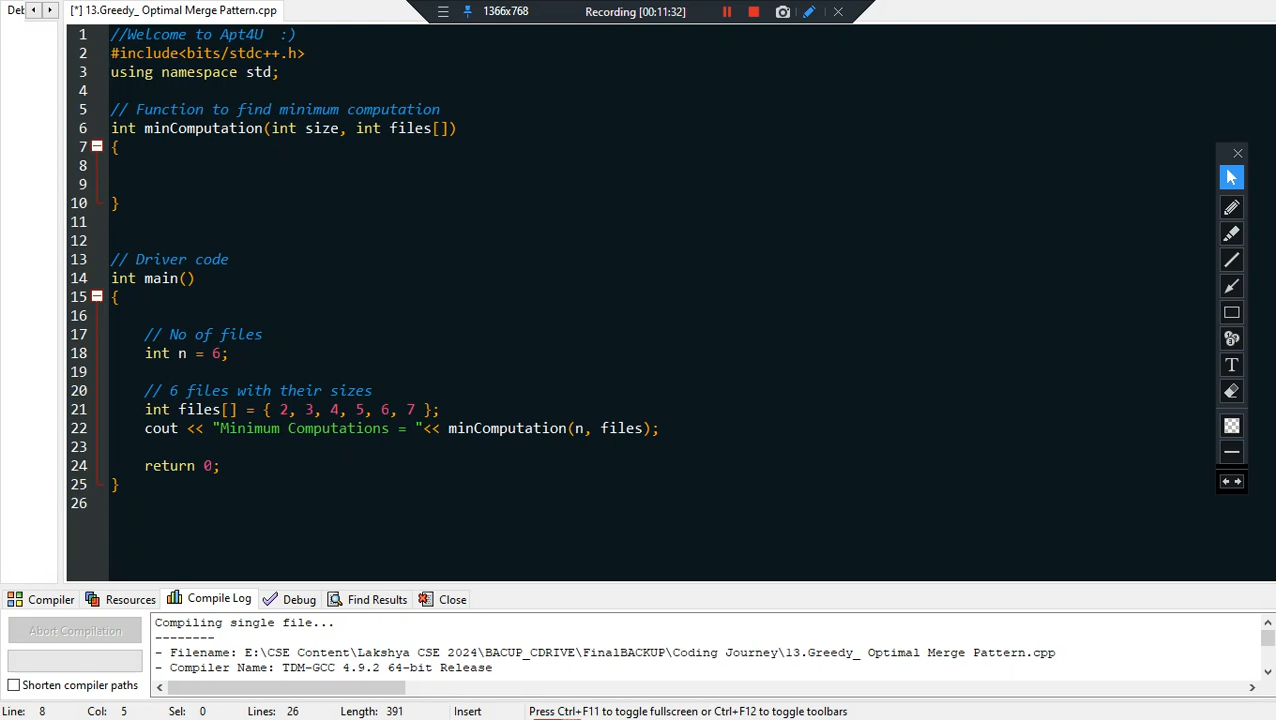 Deb
[*] 13.Greedy_ Optimal Merge Pattern.cpp
1366x768
Recording [00:11:32]
1 //Welcome to Apt4U  :)
2 #include<bits/stdc++.h>
3 using namespace std;
4
5 // Function to find minimum computation
6 int minComputation(int size, int files[])
7 {
8
9
10 }
11
12
13 // Driver code
14 int main()
15 {
16
17     // No of files
18     int n = 6;
19
20     // 6 files with their sizes
21     int files[] = { 2, 3, 4, 5, 6, 7 };
22     cout << "Minimum Computations = "<< minComputation(n, files);
23
24     return 0;
25 }
26
T
Compiler Resources Compile Log Debug Find Results Close
Abort Compilation
Shorten compiler paths
Compiling single file...
--------
- Filename: E:\CSE Content\Lakshya CSE 2024\BACUP_CDRIVE\FinalBACKUP\Coding Journey\13.Greedy_ Optimal Merge Pattern.cpp
- Compiler Name: TDM-GCC 4.9.2 64-bit Release
Line: 8 Col: 5 Sel: 0 Lines: 26 Length: 391 Insert Press Ctrl+F11 to toggle fullscreen or Ctrl+F12 to toggle toolbars